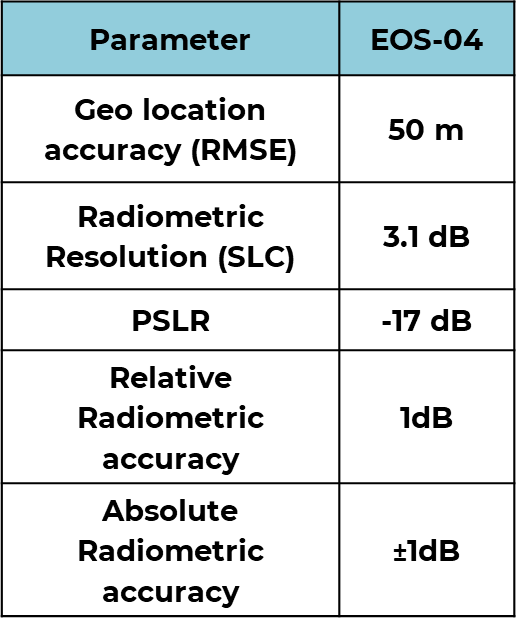 Parameter EOS-04
Geo location
accuracy (RMSE)
50 m
Radiometric
Resolution (SLC)
3.1 dB
PSLR -17 dB
Relative
Radiometric
accuracy
1dB
Absolute
Radiometric
accuracy
±1dB